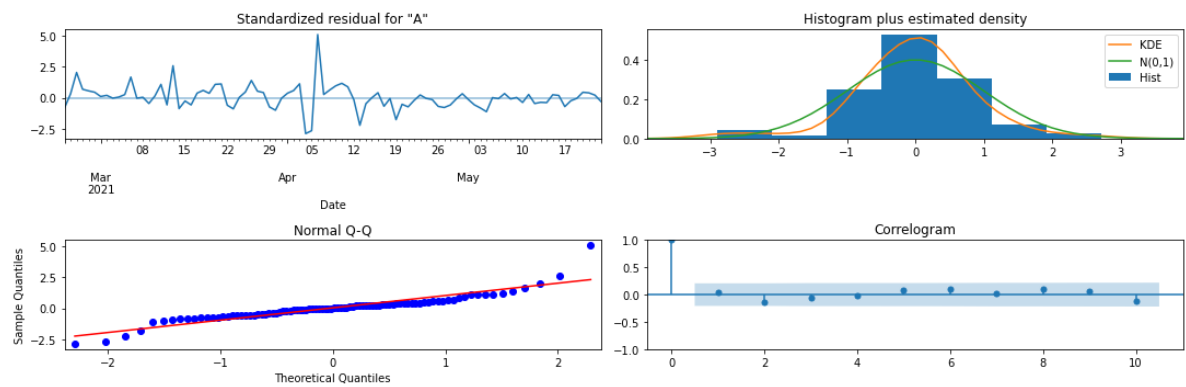 Standardized residual for "A"
5.0
2.5
0.0
−2.5
08 15 22 29 05 12 19 26 03 10 17
Mar Apr May
2021
Date
Histogram plus estimated density
KDE
N(0,1)
Hist
0.4
0.2
0.0
−3 −2 −1 0 1 2 3
Normal Q-Q
Sample Quantiles
5.0
2.5
0.0
−2.5
−2 −1 0 1 2
Theoretical Quantiles
Correlogram
1.0
0.5
0.0
−0.5
−1.0
0 2 4 6 8 10